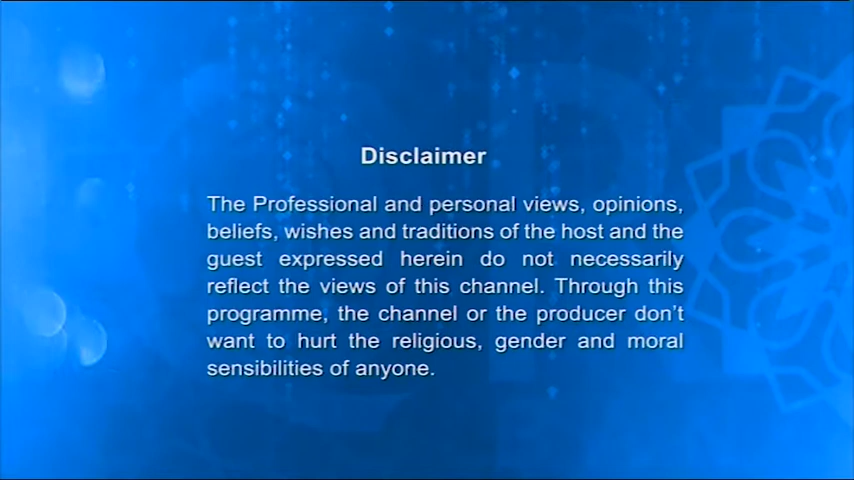 Disclaimer
The Professional and personal views, opinions,
beliefs, wishes and traditions of the host and the
guest expressed herein do not necessarily
reflect the views of this channel. Through this
programme, the channel or the producer don't
want to hurt the religious, gender and moral
sensibilities of anyone.